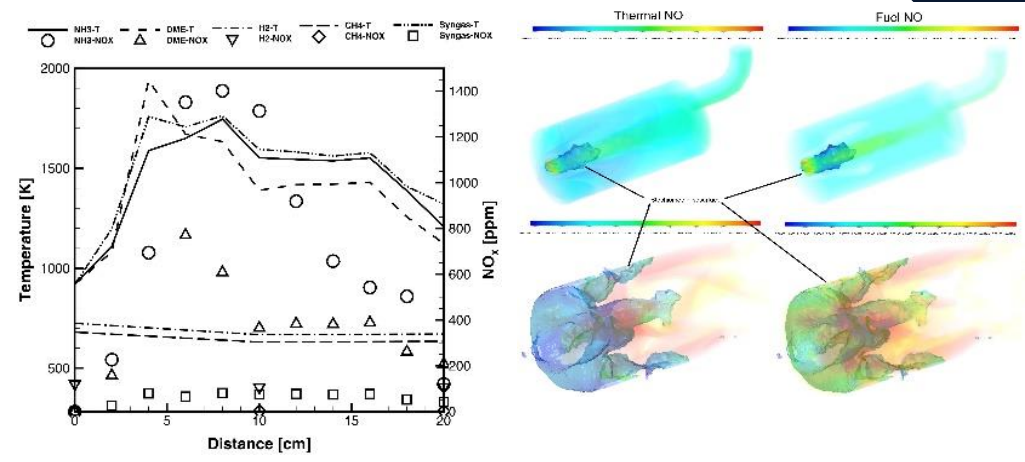 NH3-T DME-T H2-T CH4-T Syngas-T
NH3-NOX DME-NOX H2-NOX CH4-NOX Syngas-NOX
2000
1500
1000
500
Temperature [K]
1400
1200
1000
800
600
400
200
0
NOx [ppm]
0 5 10 15 20
Distance [cm]
Thermal NO Fuel NO